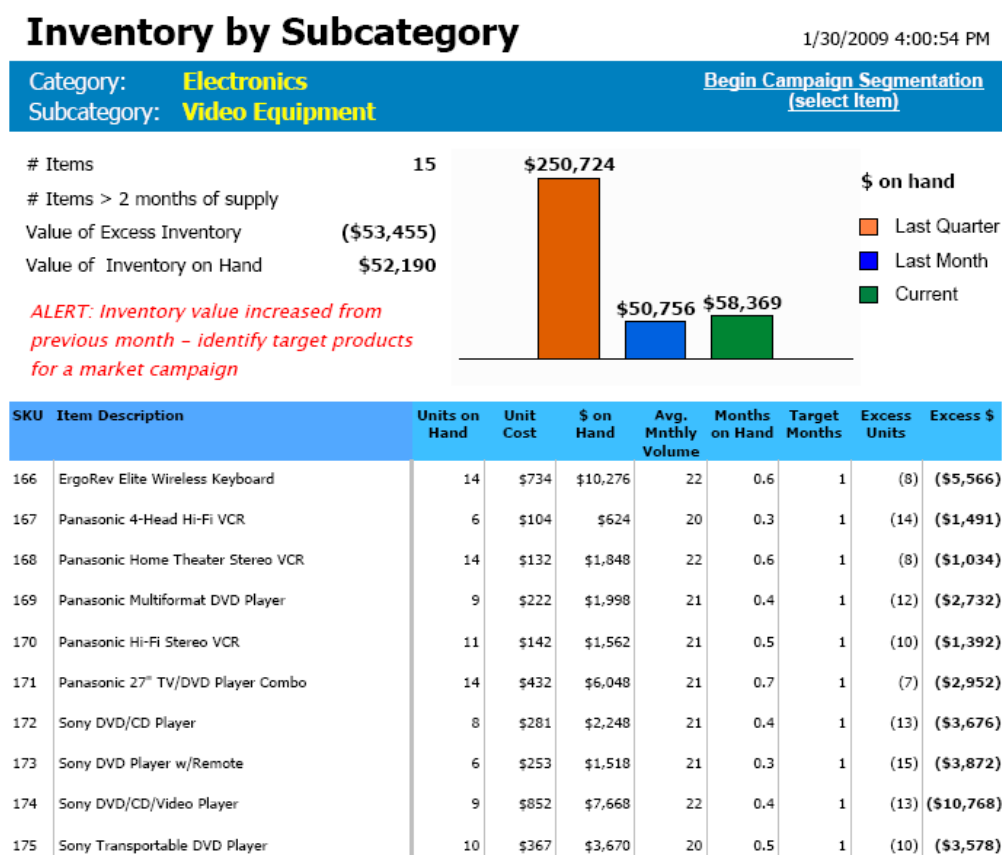 Inventory by Subcategory
1/30/2009 4:00:54 PM
Category: Electronics
Subcategory: Video Equipment
Begin Campaign Segmentation
(select Item)
# Items 15
# Items > 2 months of supply
Value of Excess Inventory ($53,455)
Value of Inventory on Hand $52,190
ALERT: Inventory value increased from
previous month – identify target products
for a market campaign
$250,724
$50,756 $58,369
$ on hand
Last Quarter
Last Month
Current
SKU Item Description Units on Hand Unit Cost $ on Hand Avg. Mnthly Volume Months on Hand Target Months Excess Units Excess $
166 ErgoRev Elite Wireless Keyboard 14 $734 $10,276 22 0.6 1 (8) ($5,566)
167 Panasonic 4-Head Hi-Fi VCR 6 $104 $624 20 0.3 1 (14) ($1,491)
168 Panasonic Home Theater Stereo VCR 14 $132 $1,848 22 0.6 1 (8) ($1,034)
169 Panasonic Multiformat DVD Player 9 $222 $1,998 21 0.4 1 (12) ($2,732)
170 Panasonic Hi-Fi Stereo VCR 11 $142 $1,562 21 0.5 1 (10) ($1,392)
171 Panasonic 27" TV/DVD Player Combo 14 $432 $6,048 21 0.7 1 (7) ($2,952)
172 Sony DVD/CD Player 8 $281 $2,248 21 0.4 1 (13) ($3,676)
173 Sony DVD Player w/Remote 6 $253 $1,518 21 0.3 1 (15) ($3,872)
174 Sony DVD/CD/Video Player 9 $852 $7,668 22 0.4 1 (13) ($10,768)
175 Sony Transportable DVD Player 10 $367 $3,670 20 0.5 1 (10) ($3,578)